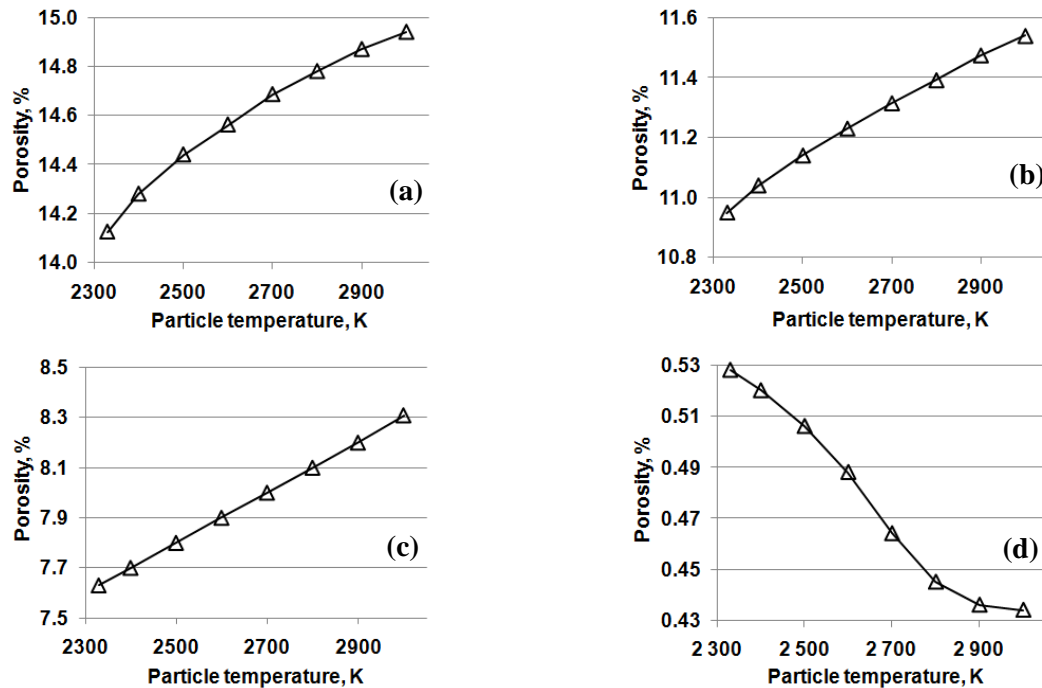 15.0
14.8
14.6
14.4
14.2
14.0
Porosity, %
(a)
2300 2500 2700 2900
Particle temperature, K
11.6
11.4
11.2
11.0
10.8
Porosity, %
(b)
2300 2500 2700 2900
Particle temperature, K
8.5
8.3
8.1
7.9
7.7
7.5
Porosity, %
(c)
2300 2500 2700 2900
Particle temperature, K
0.53
0.51
0.49
0.47
0.45
0.43
Porosity, %
(d)
2 300 2 500 2 700 2 900
Particle temperature, K